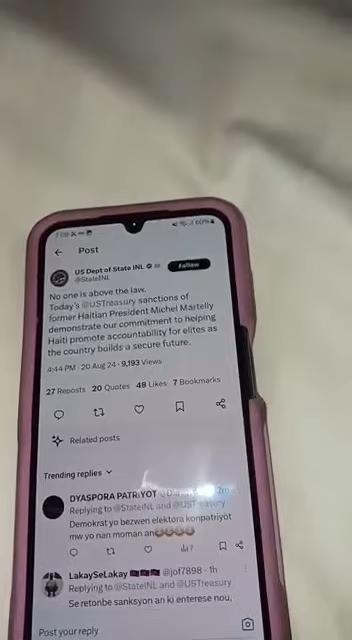 Post
US Dept of State INL
@StateINL
Follow
No one is above the law.
Today's @USTreasury sanctions of
former Haitian President Michel Martelly
demonstrate our commitment to helping
Haiti promote accountability for elites as
the country builds a secure future.
4:44 PM · 20 Aug 24 · 9,193 Views
27 Reposts 20 Quotes 48 Likes 7 Bookmarks
Related posts
Trending replies
DYASPORA PATRiYOT
Replying to @StateINL and
Demokrat yo bezwen elektora konpatriyòt
mw yo nan moman an😂😂😂😂
7
LakaySeLakay @jof7898 · 1h
Replying to @StateINL and @USTreasury
Se retonbe sanksyon an ki enterese nou,
Post your reply